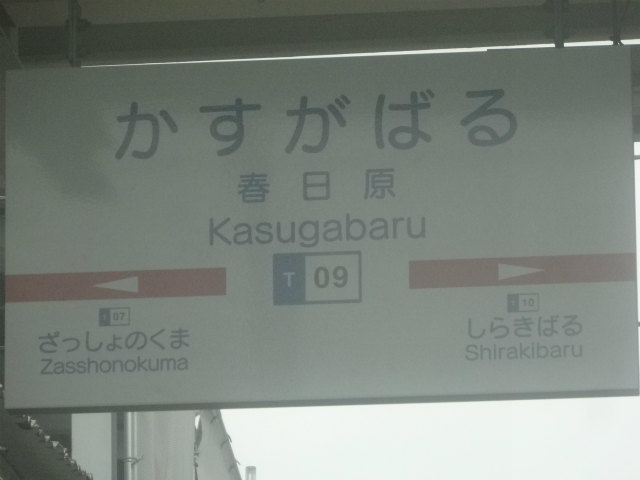 かすがばる
春日原
Kasugabaru
T 09
T 07
ざっしょのくま
Zasshonokuma
T 10
しらきばる
Shirakibaru